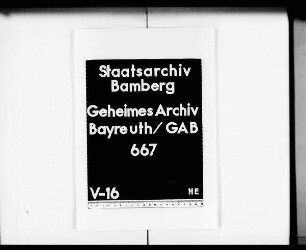 Staatsarchiv
Bamberg
Geheimes Archiv
Bayreuth/GAB
667
V-16 HE